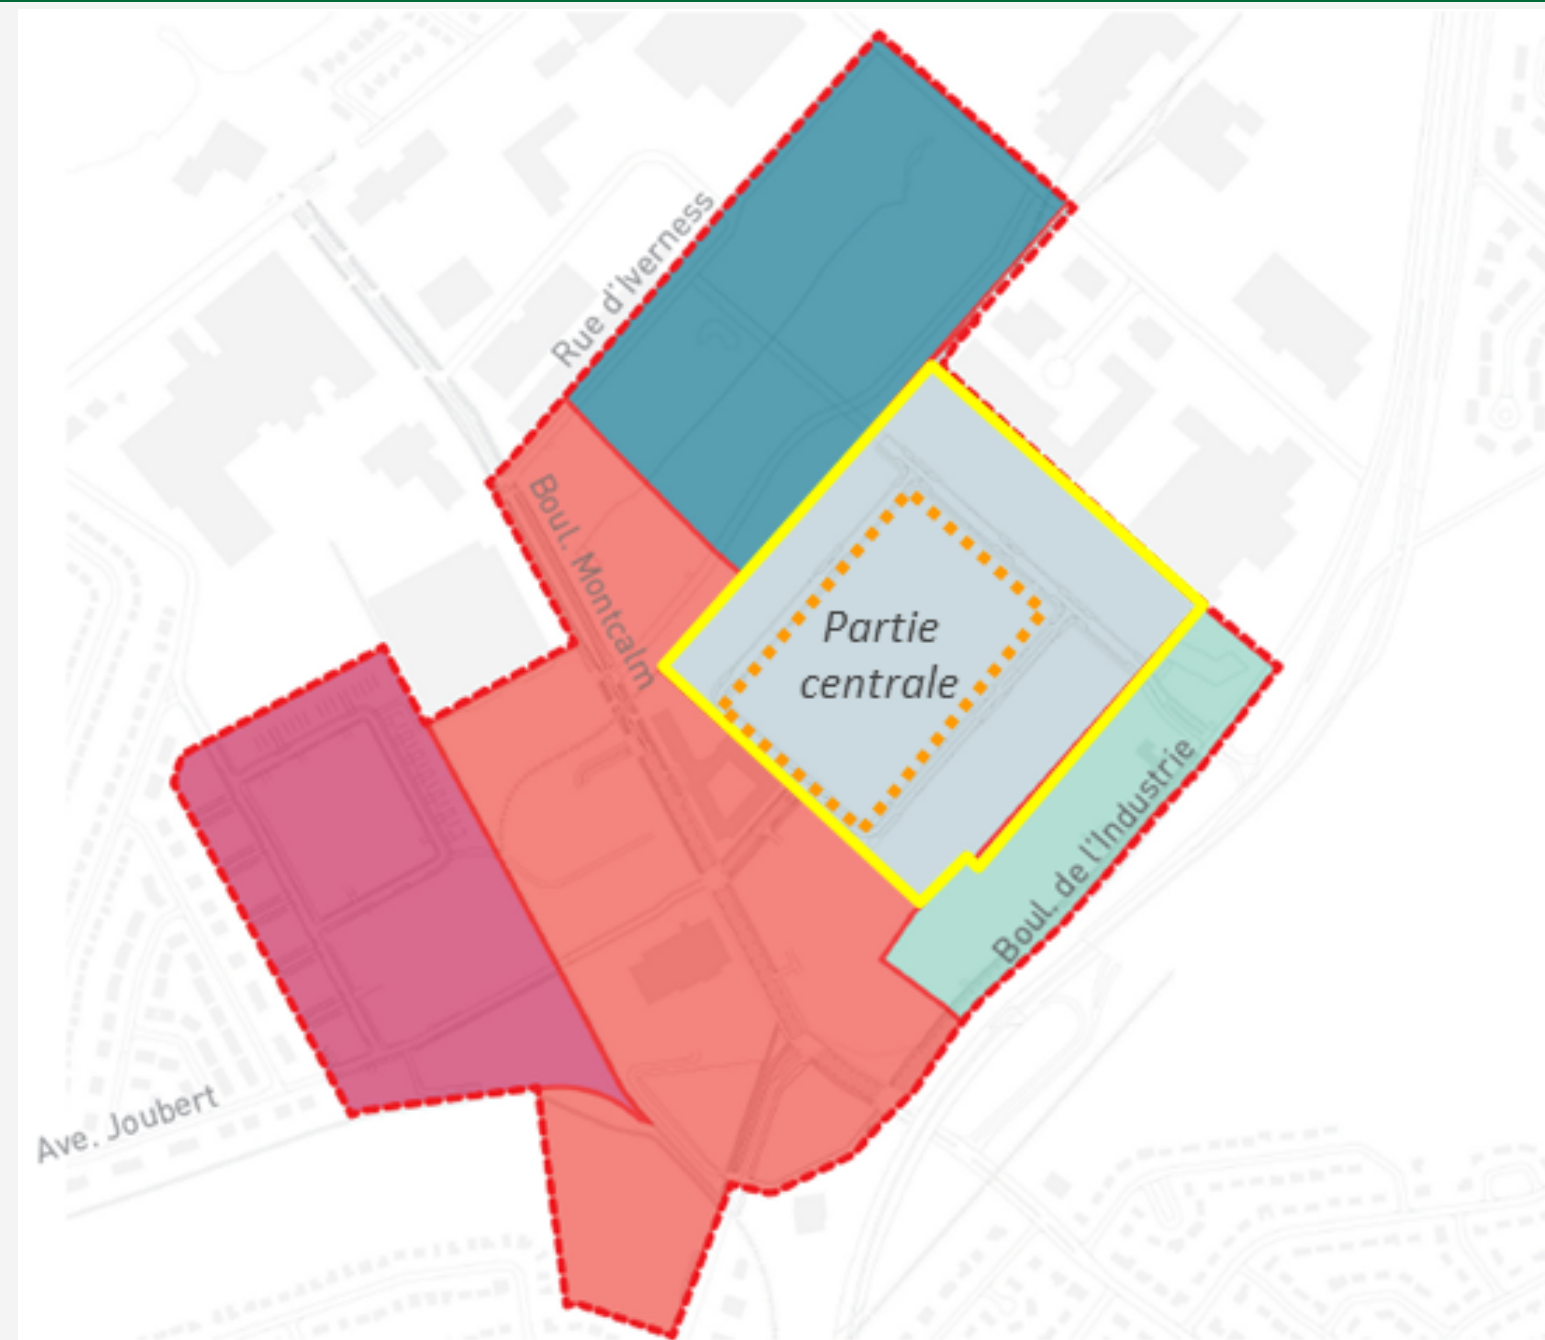 Rue d'Iverness
Boul. Montcalm
Partie
centrale
Boul. de l'Industrie
Ave. Joubert